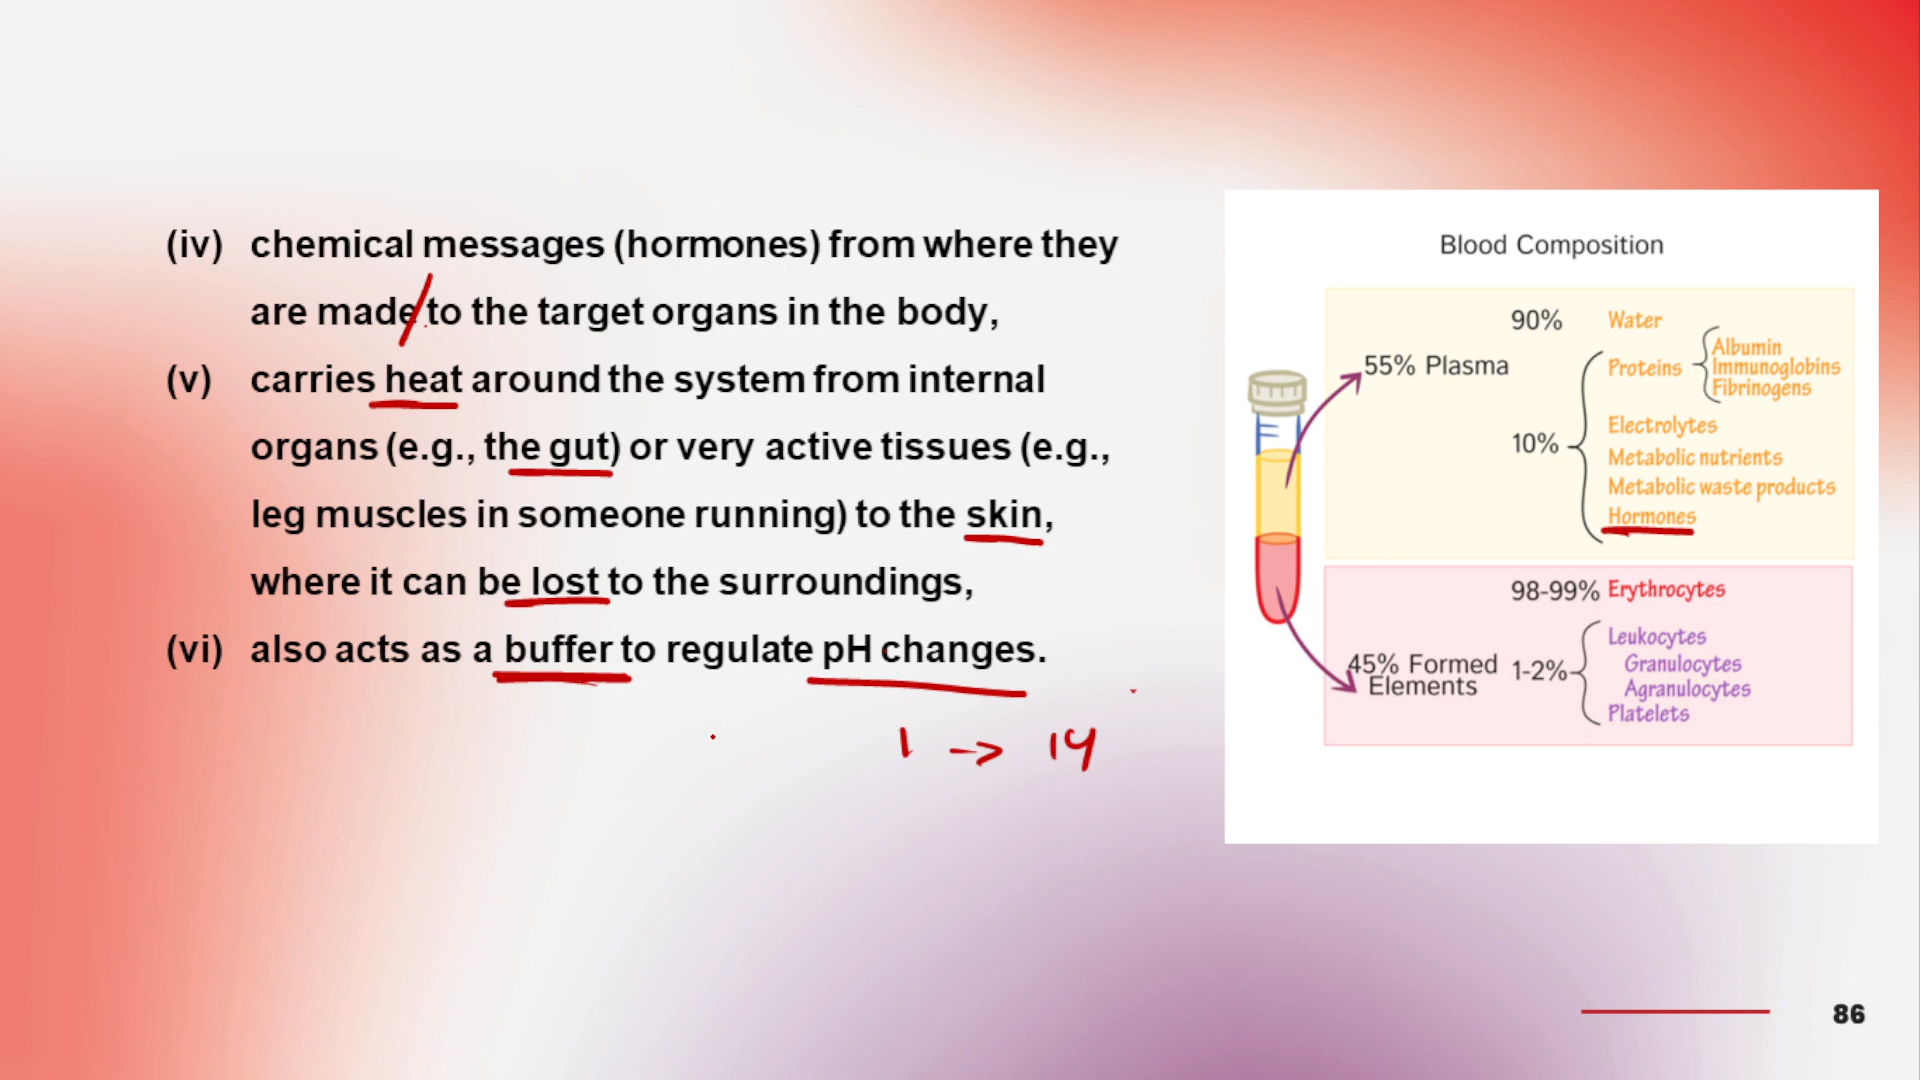 (iv) chemical messages (hormones) from where they
are made to the target organs in the body,
(v) carries heat around the system from internal
organs (e.g., the gut) or very active tissues (e.g.,
leg muscles in someone running) to the skin,
where it can be lost to the surroundings,
(vi) also acts as a buffer to regulate pH changes.
1 -> 14
Blood Composition
55% Plasma
90% Water
10%
Proteins
Albumin
Immunoglobins
Fibrinogens
Electrolytes
Metabolic nutrients
Metabolic waste products
Hormones
45% Formed
Elements
98-99% Erythrocytes
1-2%
Leukocytes
Granulocytes
Agranulocytes
Platelets
86